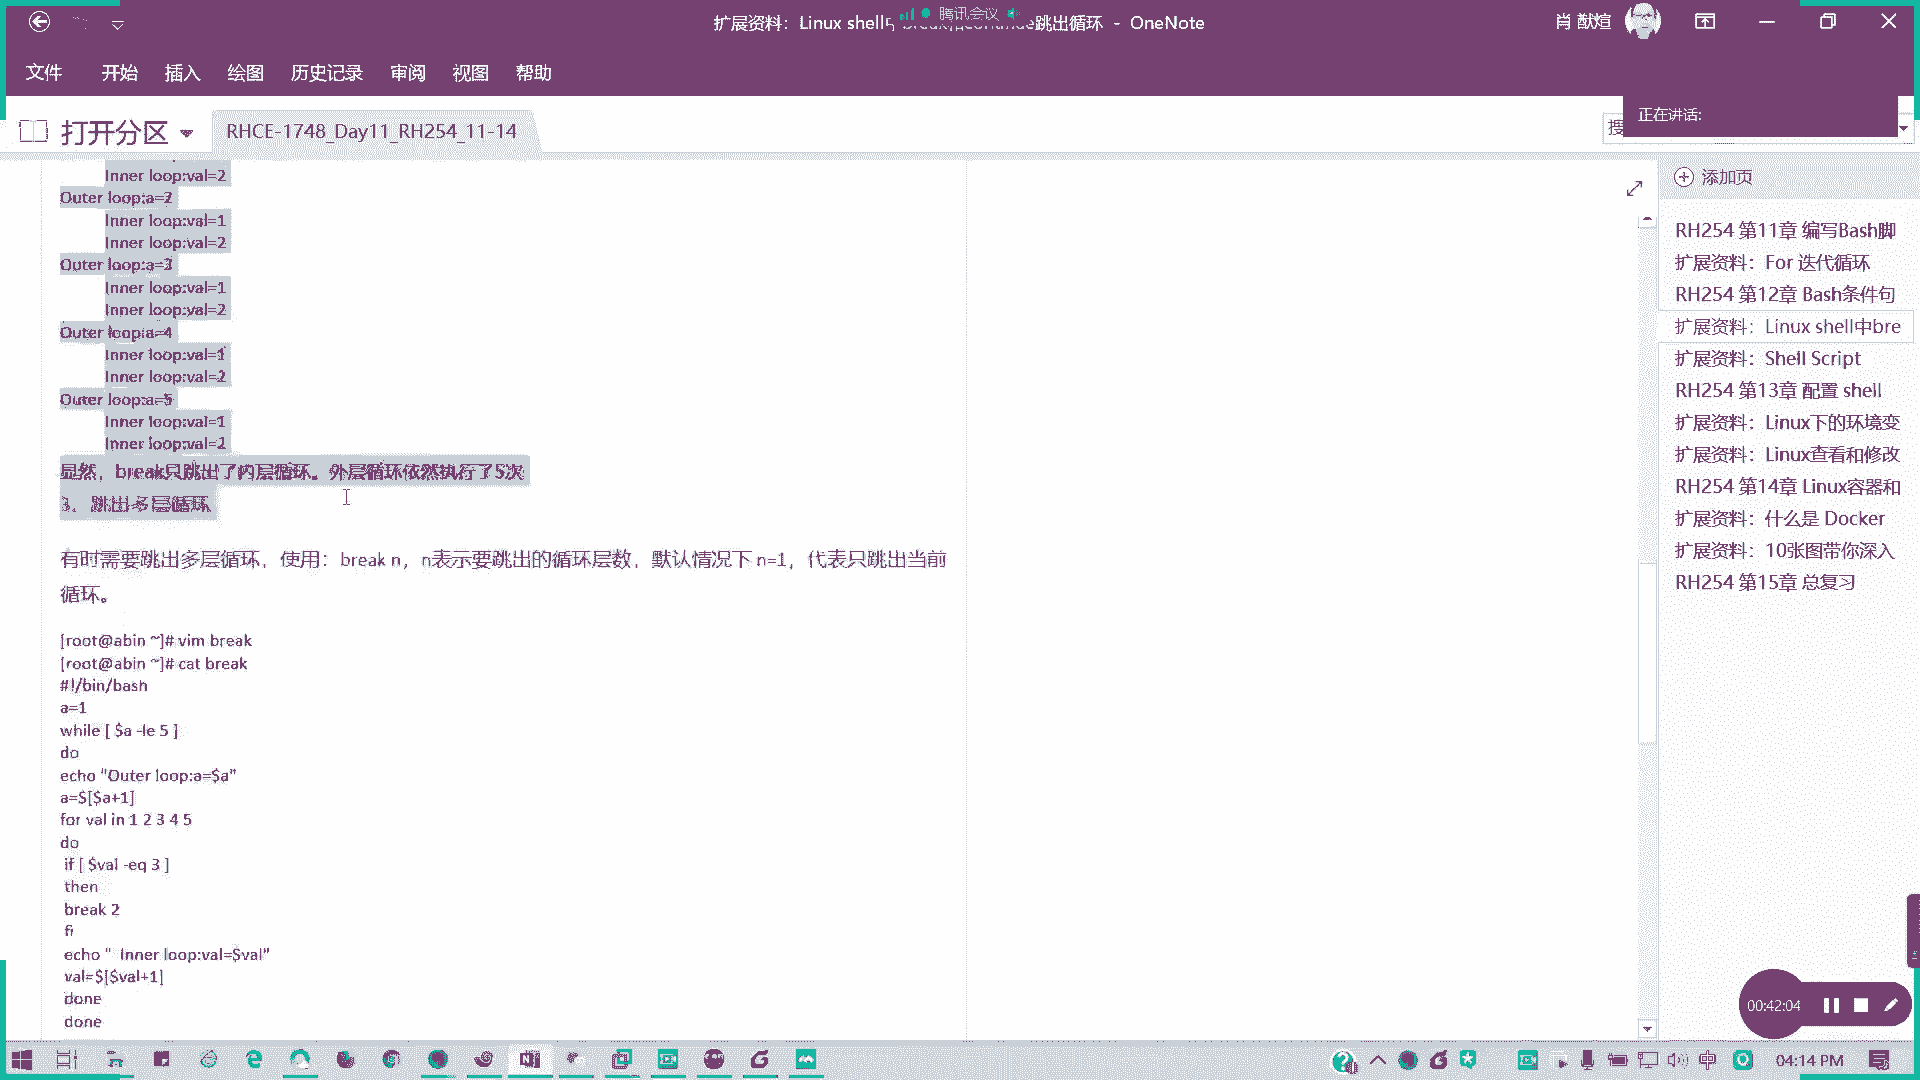 腾讯会议
扩展资料：Linux shell break continue跳出循环 - OneNote
肖 猷煊
文件 开始 插入 绘图 历史记录 审阅 视图 帮助
正在讲话:
打开分区
RHCE-1748_Day11_RH254_11-14
搜
添加页
Inner loop:val=2
Outer loop:a=2
Inner loop:val=1
Inner loop:val=2
Outer loop:a=3
Inner loop:val=1
Inner loop:val=2
Outer loop:a=4
Inner loop:val=1
Inner loop:val=2
Outer loop:a=5
Inner loop:val=1
Inner loop:val=2
显然，break只跳出了内层循环。外层循环依然执行了5次
3、跳出多层循环
有时需要跳出多层循环，使用：break n，n表示要跳出的循环层数，默认情况下 n=1，代表只跳出当前
循环。
[root@abin ~]# vim break
[root@abin ~]# cat break
#!/bin/bash
a=1
while [ $a -le 5 ]
do
echo "Outer loop:a=$a"
a=$[$a+1]
for val in 1 2 3 4 5
do
if [ $val -eq 3 ]
then
break 2
fi
echo " Inner loop:val=$val"
val=$[$val+1]
done
done
RH254 第11章 编写Bash脚
扩展资料：For 迭代循环
RH254 第12章 Bash条件句
扩展资料：Linux shell中bre
扩展资料：Shell Script
RH254 第13章 配置 shell
扩展资料：Linux下的环境变
扩展资料：Linux查看和修改
RH254 第14章 Linux容器和
扩展资料：什么是 Docker
扩展资料：10张图带你深入
RH254 第15章 总复习
00:42:04
中
04:14 PM